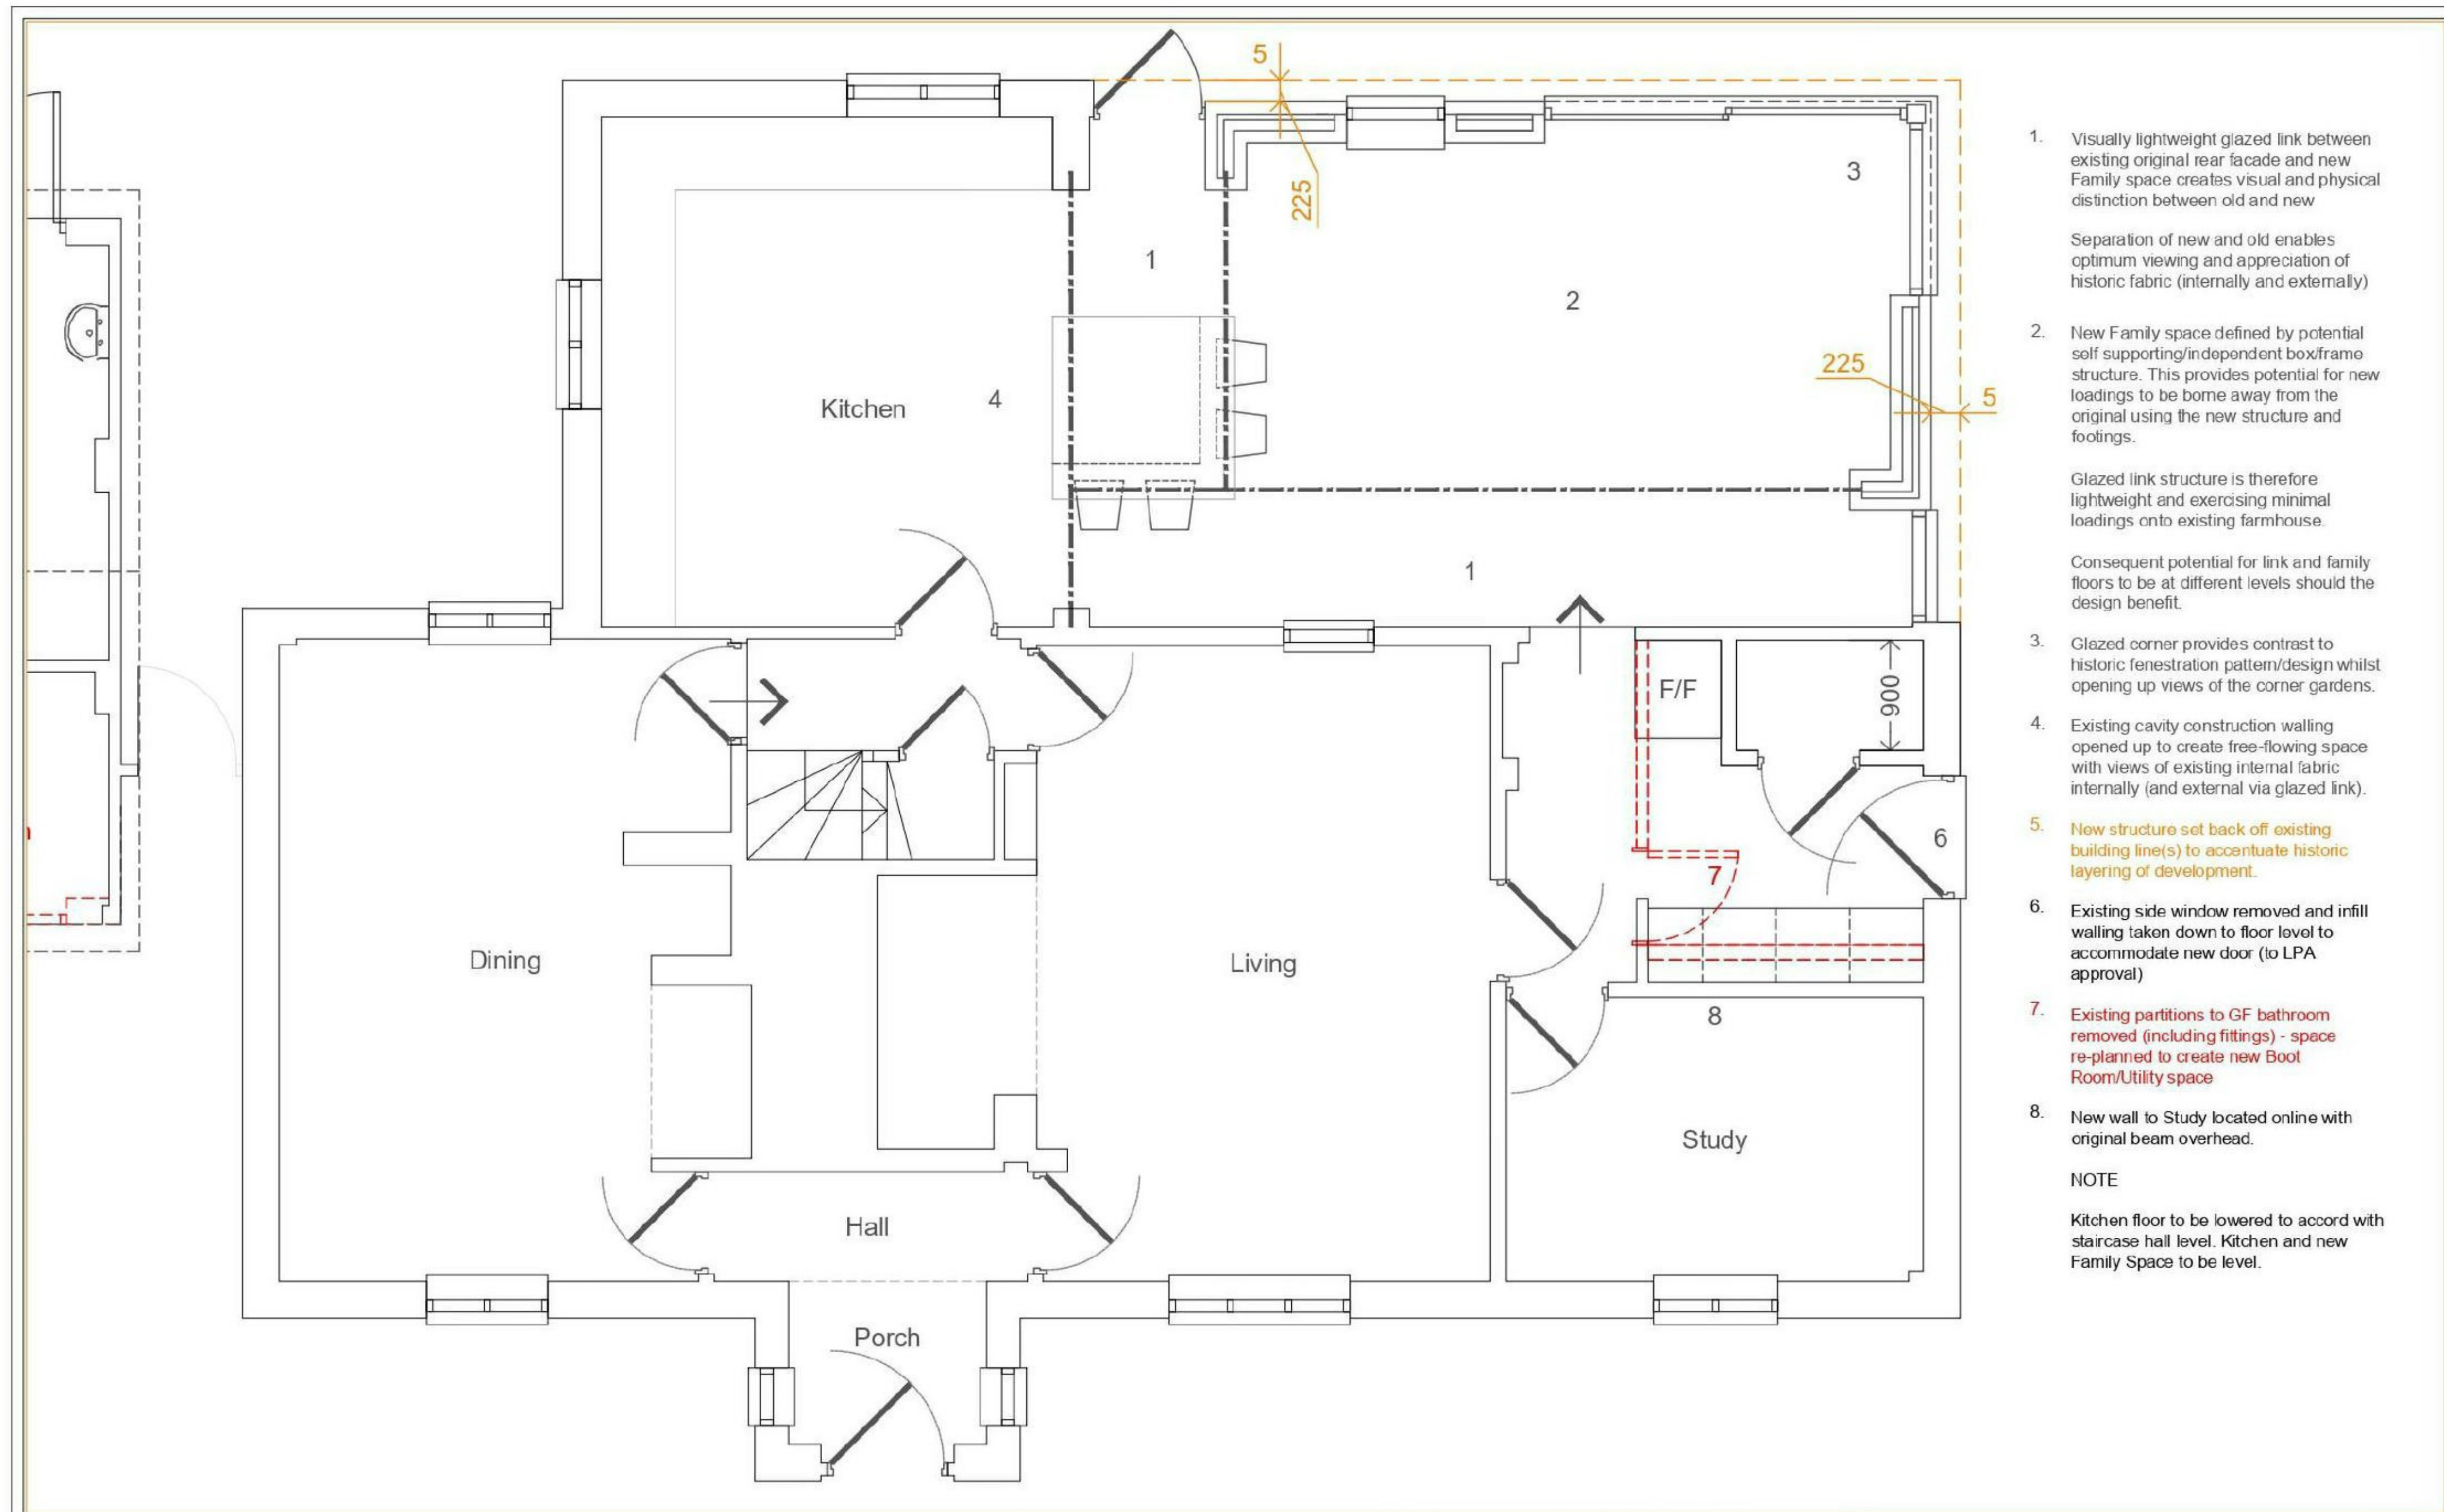 5
225
3
1
2
225
5
Kitchen
4
1
F/F
900
6
7
Dining
Living
8
Study
Hall
Porch
1. Visually lightweight glazed link between
existing original rear facade and new
Family space creates visual and physical
distinction between old and new
Separation of new and old enables
optimum viewing and appreciation of
historic fabric (internally and externally)
2. New Family space defined by potential
self supporting/independent box/frame
structure. This provides potential for new
loadings to be borne away from the
original using the new structure and
footings.
Glazed link structure is therefore
lightweight and exercising minimal
loadings onto existing farmhouse.
Consequent potential for link and family
floors to be at different levels should the
design benefit.
3. Glazed corner provides contrast to
historic fenestration pattern/design whilst
opening up views of the corner gardens.
4. Existing cavity construction walling
opened up to create free-flowing space
with views of existing internal fabric
internally (and external via glazed link).
5. New structure set back off existing
building line(s) to accentuate historic
layering of development.
6. Existing side window removed and infill
walling taken down to floor level to
accommodate new door (to LPA
approval)
7. Existing partitions to GF bathroom
removed (including fittings) - space
re-planned to create new Boot
Room/Utility space
8. New wall to Study located online with
original beam overhead.
NOTE
Kitchen floor to be lowered to accord with
staircase hall level. Kitchen and new
Family Space to be level.